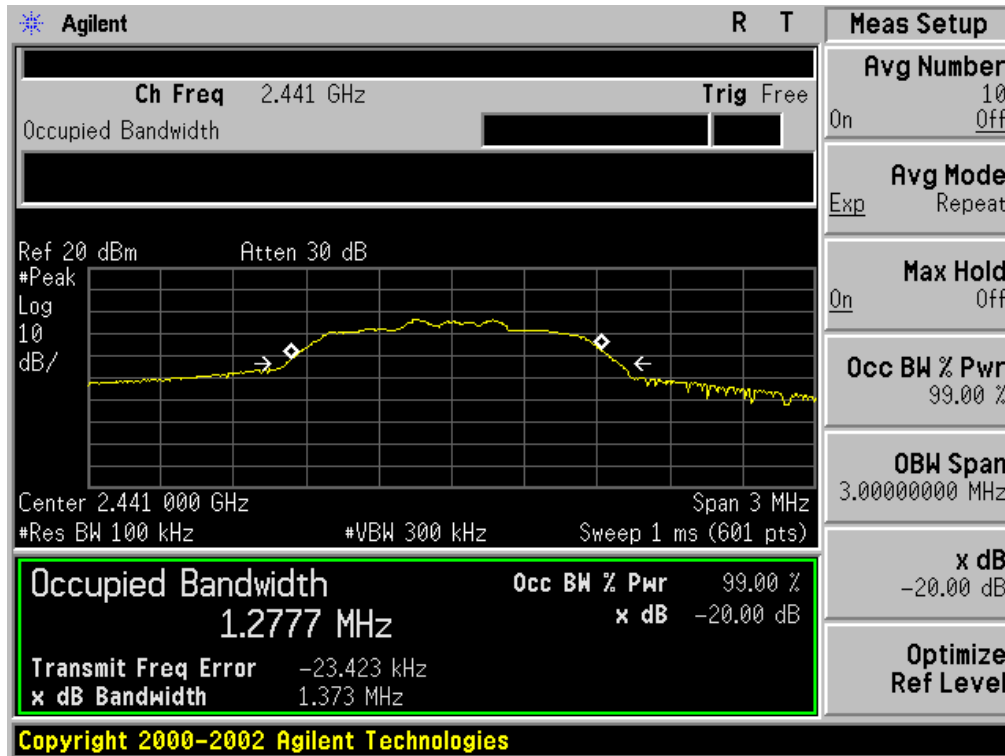 Agilent R T
Ch Freq 2.441 GHz Trig Free
Occupied Bandwidth
Ref 20 dBm Atten 30 dB
#Peak
Log
10
dB/
Center 2.441 000 GHz Span 3 MHz
#Res BW 100 kHz #VBW 300 kHz Sweep 1 ms (601 pts)
Occupied Bandwidth Occ BW % Pwr 99.00 %
1.2777 MHz x dB -20.00 dB
Transmit Freq Error -23.423 kHz
x dB Bandwidth 1.373 MHz
Meas Setup
Avg Number
10
On Off
Avg Mode
Exp Repeat
Max Hold
On Off
Occ BW % Pwr
99.00 %
OBW Span
3.00000000 MHz
x dB
-20.00 dB
Optimize
Ref Level
Copyright 2000-2002 Agilent Technologies